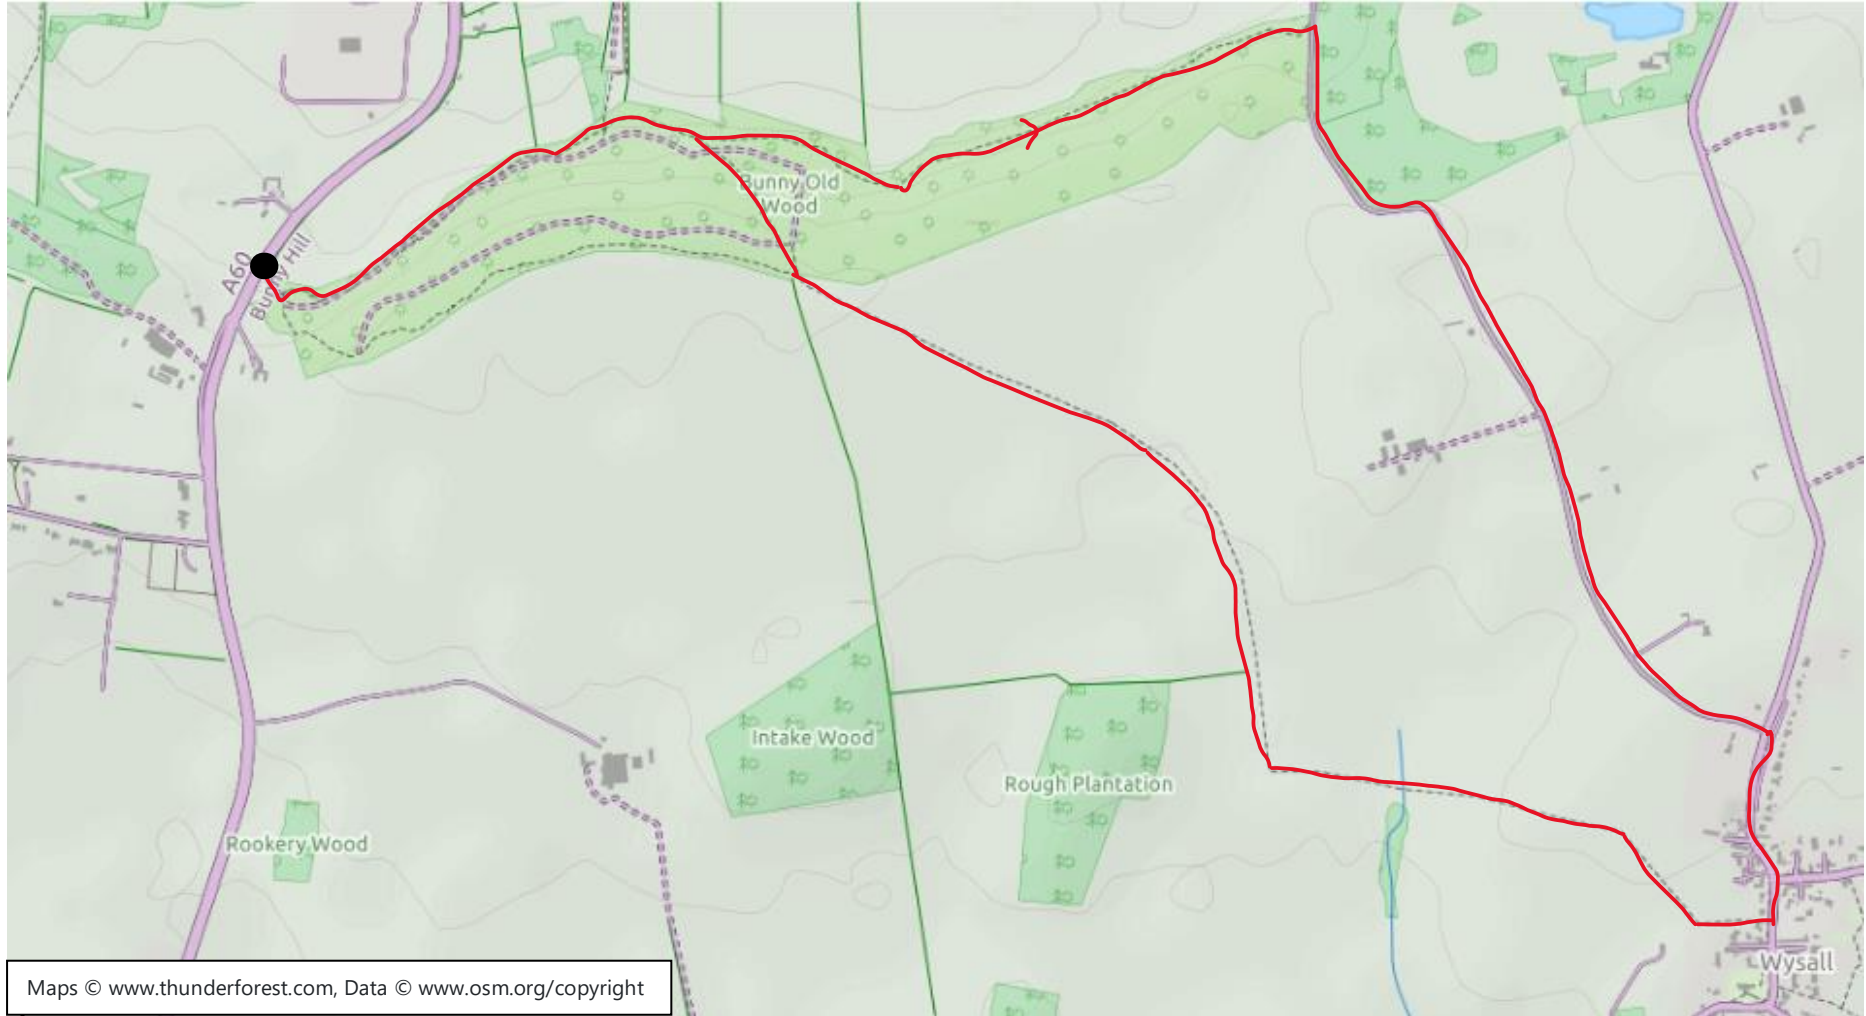 Bunny Old
Wood
A60
Bunny Hill
Intake Wood
Rough Plantation
Rookery Wood
Wysall
Maps © www.thunderforest.com, Data © www.osm.org/copyright